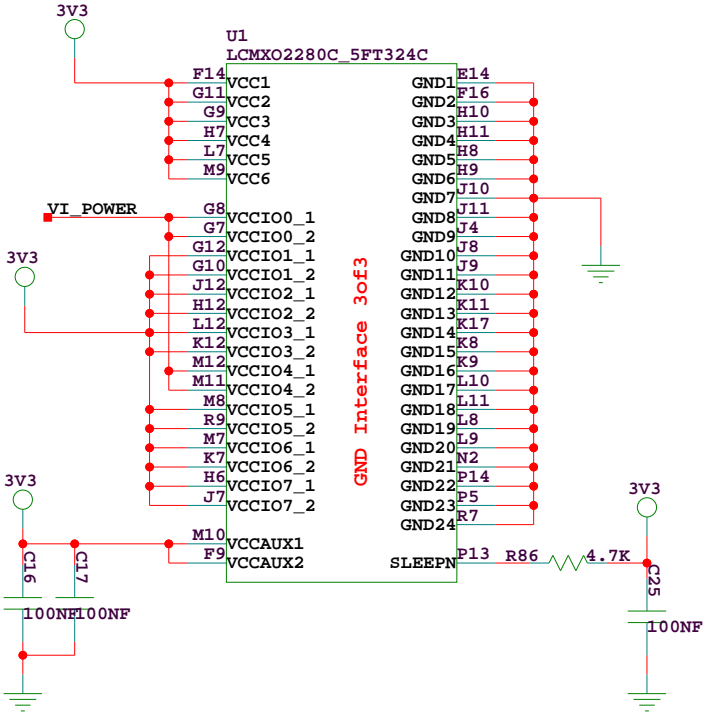 3V3
U1
LCMXO2280C_5FT324C
F14 VCC1 GND1 E14
G11 VCC2 GND2 F16
G9 VCC3 GND3 H10
H7 VCC4 GND4 H11
L7 VCC5 GND5 H8
M9 VCC6 GND6 H9
GND7 J10
VI_POWER G8 VCCIO0_1 GND8 J11
G7 VCCIO0_2 GND9 J4
G12 VCCIO1_1 GND10 J8
3V3 G10 VCCIO1_2 GND11 J9
J12 VCCIO2_1 GND12 K10
H12 VCCIO2_2 GND13 K11
L12 VCCIO3_1 GND14 K17
K12 VCCIO3_2 GND15 K8
M12 VCCIO4_1 GND16 K9
M11 VCCIO4_2 GND17 L10
M8 VCCIO5_1 GND18 L11
R9 VCCIO5_2 GND19 L8
M7 VCCIO6_1 GND20 L9
K7 VCCIO6_2 GND21 N2
H6 VCCIO7_1 GND22 P14
J7 VCCIO7_2 GND23 P5
GND24 R7
GND Interface 3of3
3V3
M10 VCCAUX1
F9 VCCAUX2 SLEEPN P13 R86 4.7K
3V3
C16 C17 C25
100NF 100NF 100NF